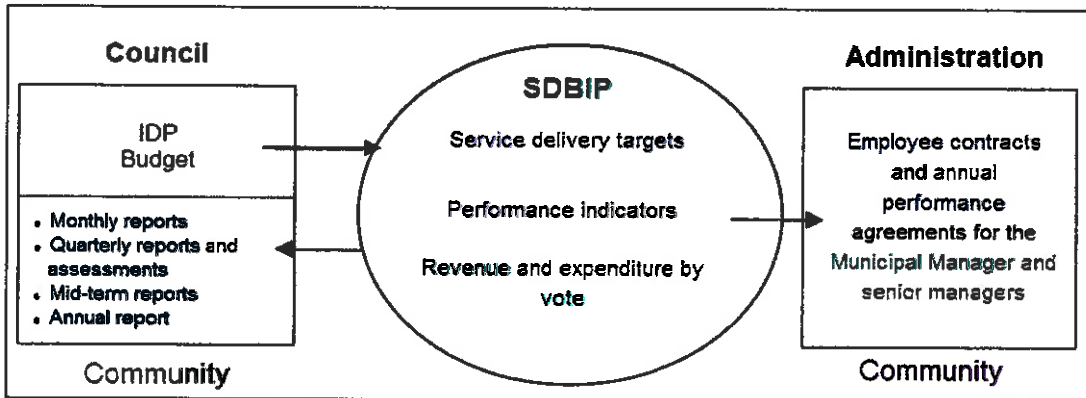 Council
IDP
Budget
• Monthly reports
• Quarterly reports and
assessments
• Mid-term reports
• Annual report
Community
SDBIP
Service delivery targets
Performance indicators
Revenue and expenditure by
vote
Administration
Employee contracts
and annual
performance
agreements for the
Municipal Manager and
senior managers
Community